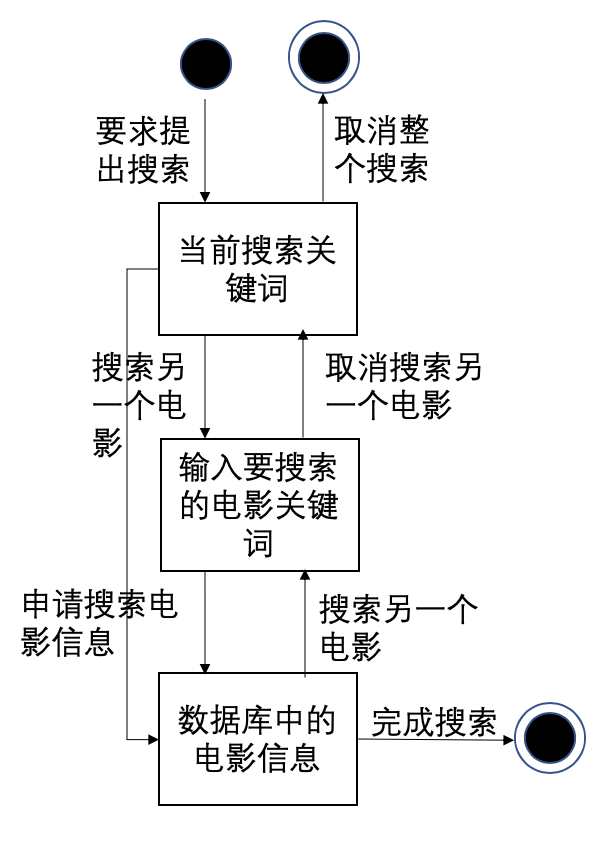 要求提
出搜索
取消整
个搜索
当前搜索关
键词
搜索另
一个电
影
取消搜索另
一个电影
输入要搜索
的电影关键
词
申请搜索电
影信息
搜索另一个
电影
数据库中的
电影信息
完成搜索